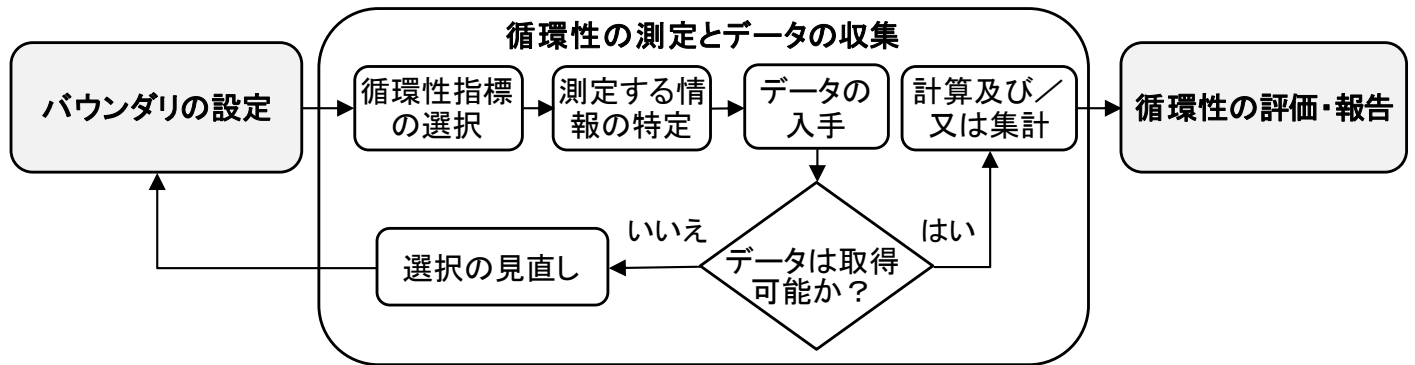 循環性の測定とデータの収集
バウンダリの設定
循環性指標
の選択
測定する情
報の特定
データの
入手
計算及び／
又は集計
循環性の評価・報告
いいえ
はい
選択の見直し
データは取得
可能か？